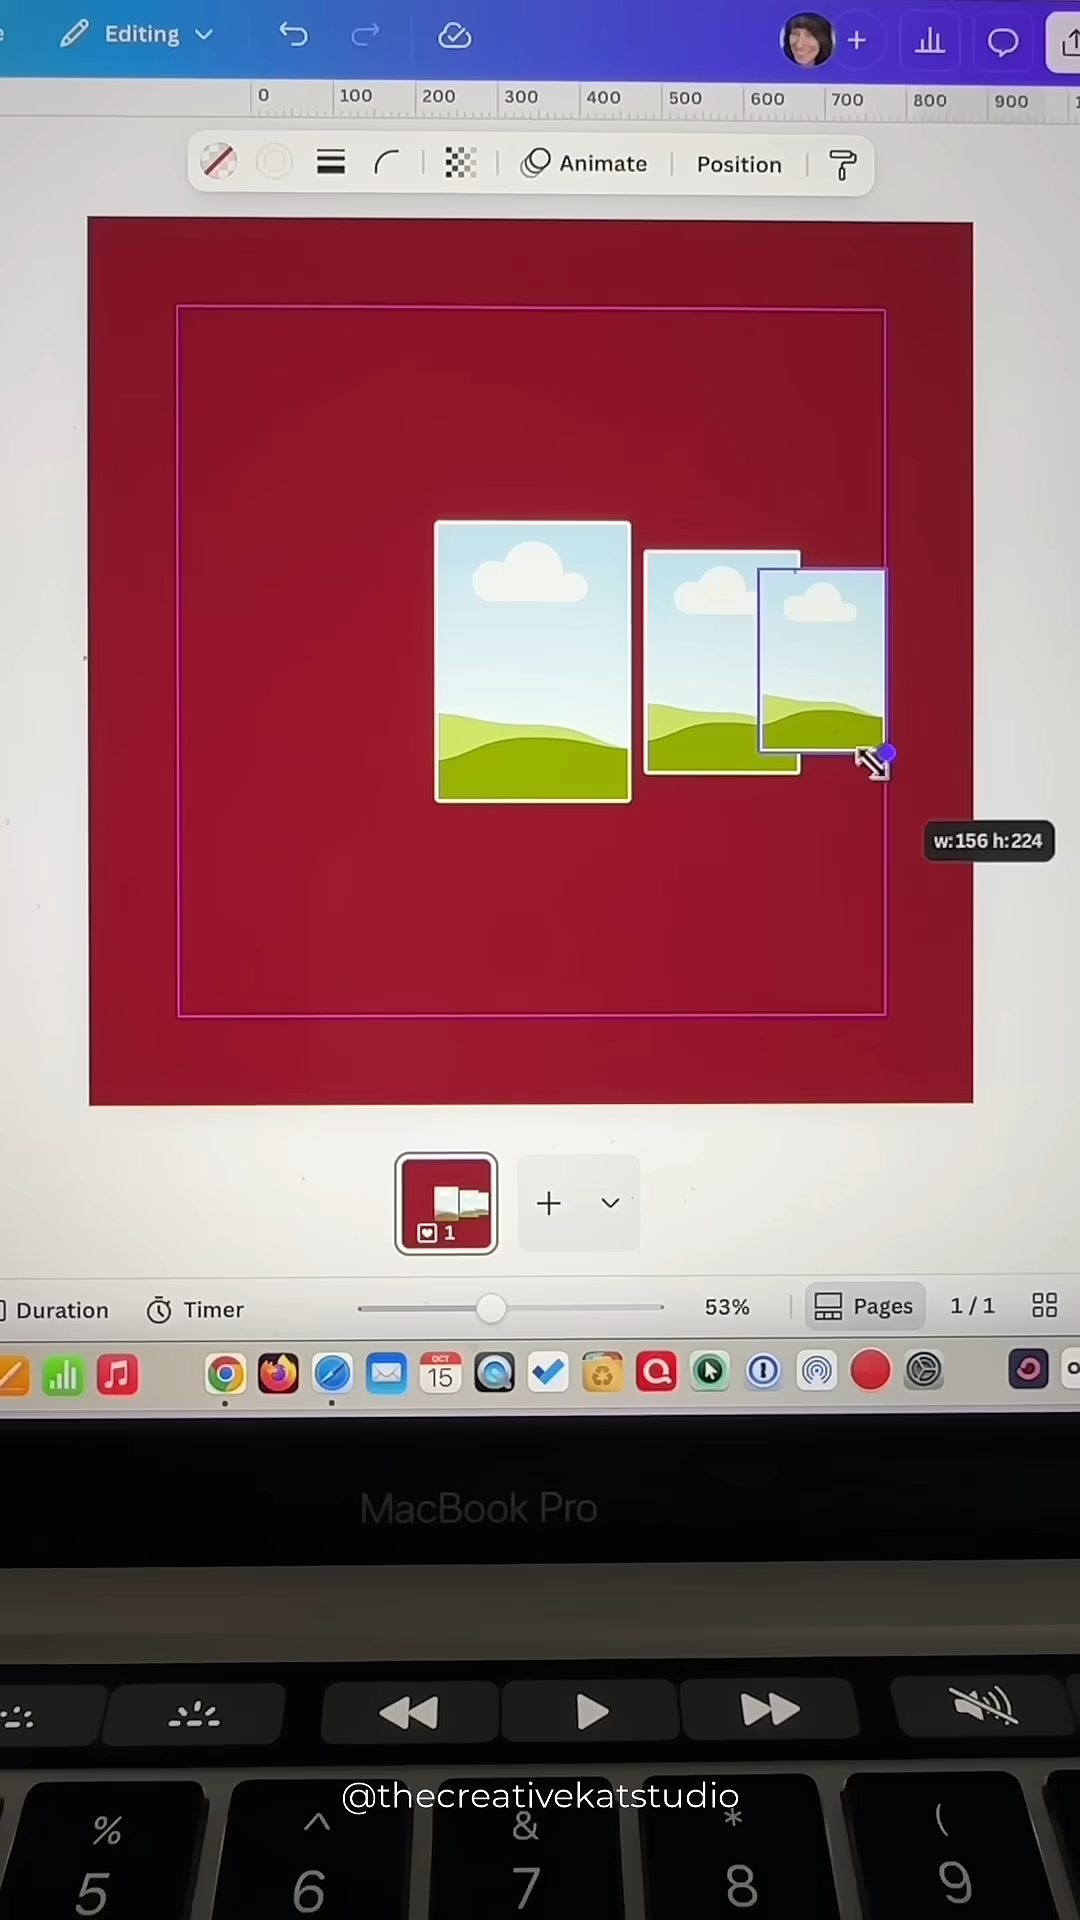 Editing
0 100 200 300 400 500 600 700 800 900
Animate Position
w:156 h:224
1
Duration Timer 53% Pages 1 / 1
OCT
15
MacBook Pro
@thecreativekatstudio
% ^ & * (
5 6 7 8 9